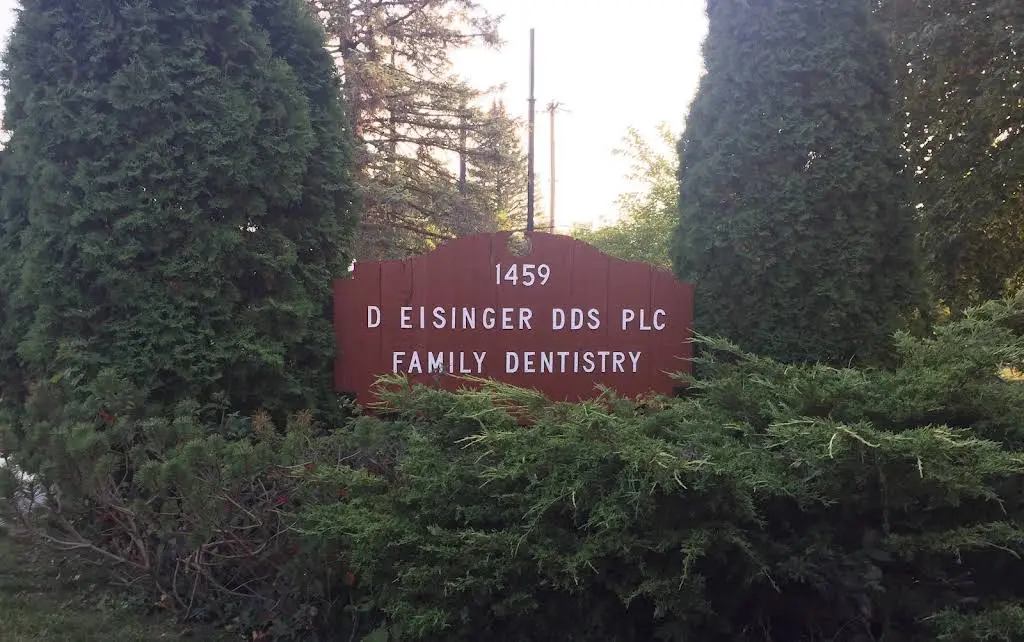 1459
D EISINGER DDS PLC
FAMILY DENTISTRY